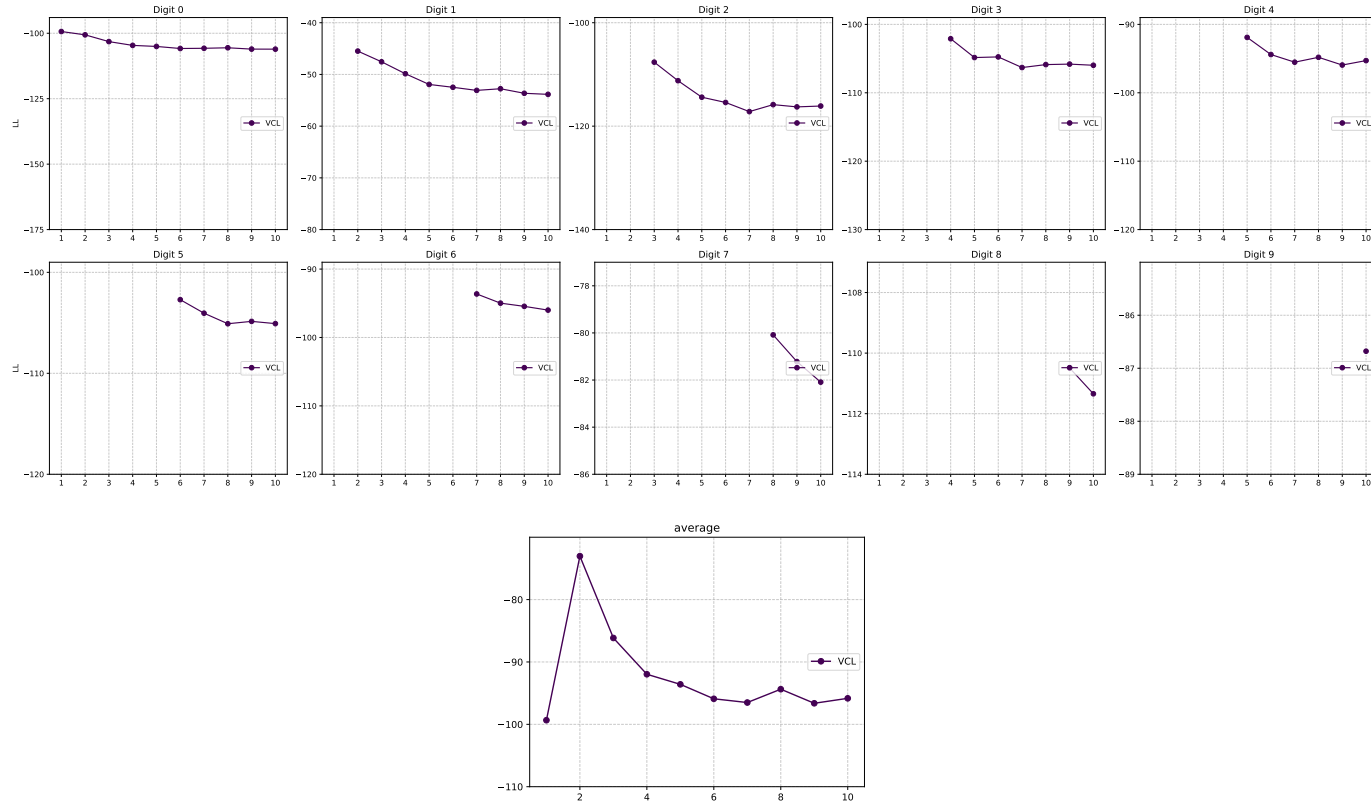 Digit 0
Digit 1
Digit 2
Digit 3
Digit 4
−100
−125
−150
−175
LL
VCL
1 2 3 4 5 6 7 8 9 10
−40
−50
−60
−70
−80
VCL
1 2 3 4 5 6 7 8 9 10
−100
−120
−140
VCL
1 2 3 4 5 6 7 8 9 10
−100
−110
−120
−130
VCL
1 2 3 4 5 6 7 8 9 10
−90
−100
−110
−120
VCL
1 2 3 4 5 6 7 8 9 10
Digit 5
Digit 6
Digit 7
Digit 8
Digit 9
−100
−110
−120
LL
VCL
1 2 3 4 5 6 7 8 9 10
−90
−100
−110
−120
VCL
1 2 3 4 5 6 7 8 9 10
−78
−80
−82
−84
−86
VCL
1 2 3 4 5 6 7 8 9 10
−108
−110
−112
−114
VCL
1 2 3 4 5 6 7 8 9 10
−86
−87
−88
−89
VCL
1 2 3 4 5 6 7 8 9 10
average
−80
−90
−100
−110
VCL
2 4 6 8 10